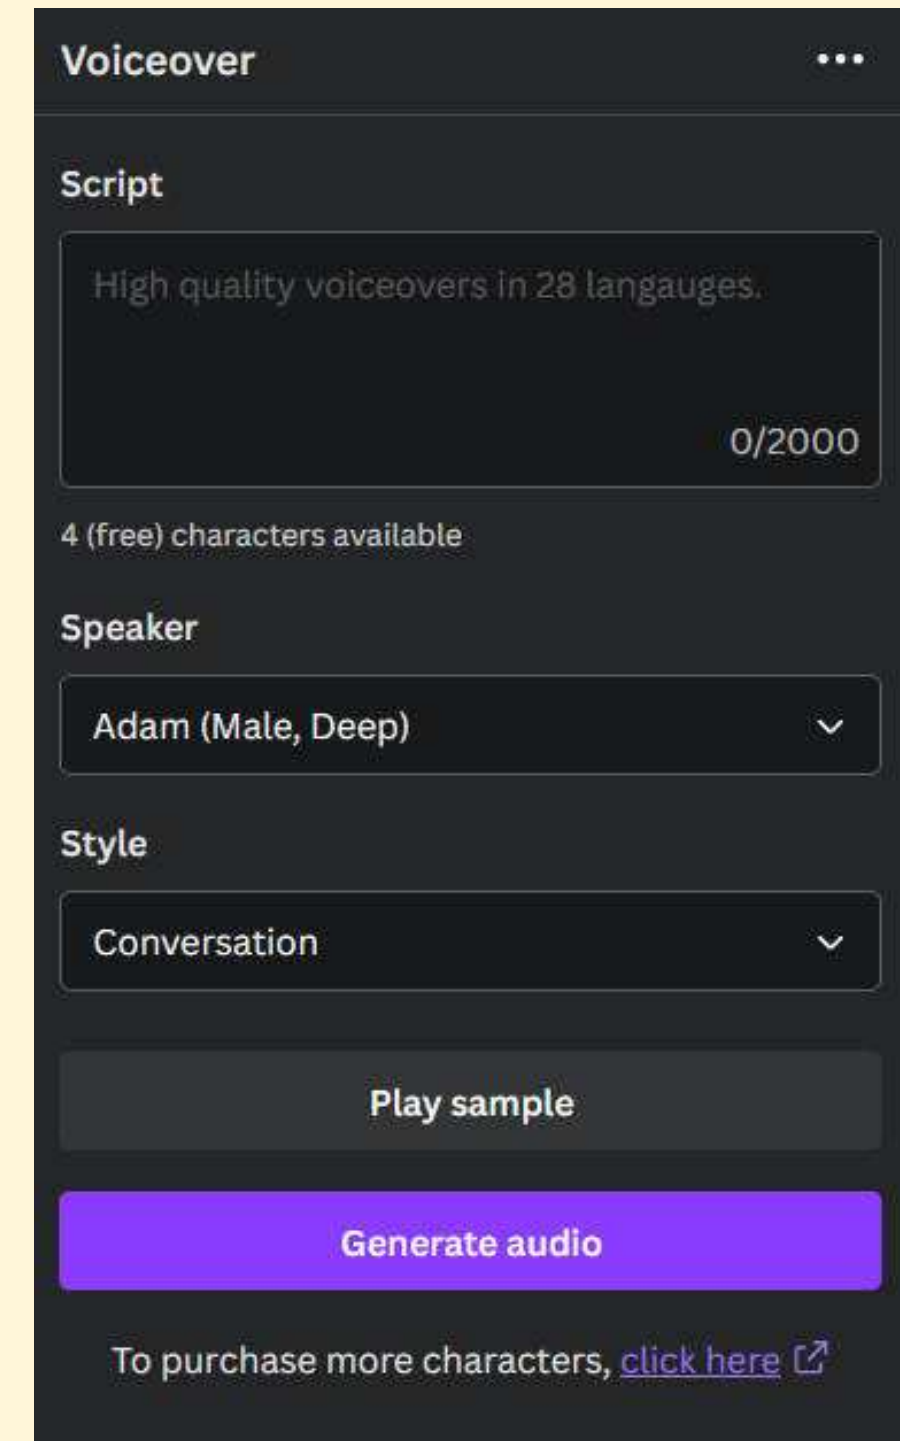 Voiceover
Script
High quality voiceovers in 28 langauges.
0/2000
4 (free) characters available
Speaker
Adam (Male, Deep)
Style
Conversation
Play sample
Generate audio
To purchase more characters, click here